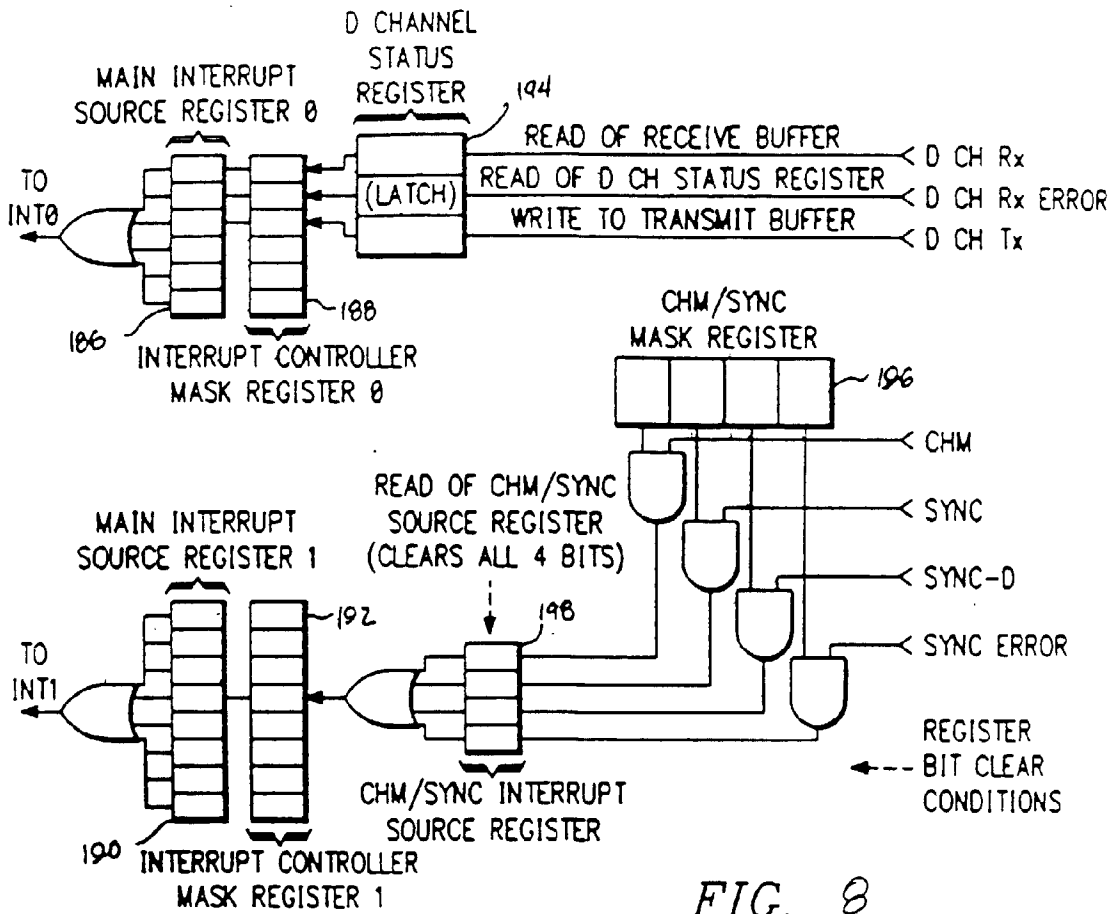 D CHANNEL
STATUS
REGISTER
MAIN INTERRUPT
SOURCE REGISTER 0
194
READ OF RECEIVE BUFFER
D CH Rx
TO
INT0
(LATCH)
READ OF D CH STATUS REGISTER
D CH Rx ERROR
WRITE TO TRANSMIT BUFFER
D CH Tx
186
188
INTERRUPT CONTROLLER
MASK REGISTER 0
CHM/SYNC
MASK REGISTER
196
CHM
READ OF CHM/SYNC
SOURCE REGISTER
(CLEARS ALL 4 BITS)
SYNC
MAIN INTERRUPT
SOURCE REGISTER 1
SYNC-D
192
198
SYNC ERROR
TO
INT1
REGISTER
BIT CLEAR
CONDITIONS
CHM/SYNC INTERRUPT
SOURCE REGISTER
190
INTERRUPT CONTROLLER
MASK REGISTER 1
FIG. 8